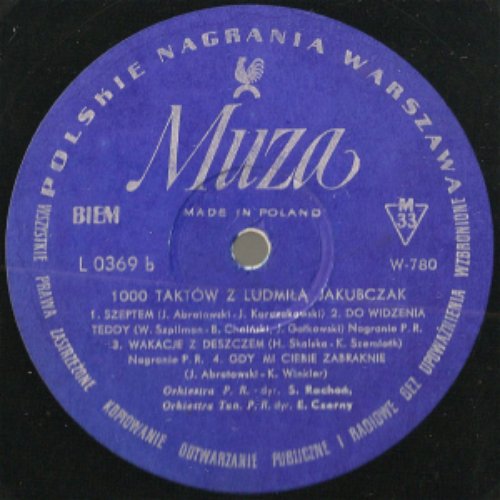 POLSKIE NAGRANIA WARSZAWA
Muza
MADE IN POLAND
BIEM
M
33
L 0369 b
W-780
1000 TAKTÓW Z LUDMIŁĄ JAKUBCZAK
1. SZEPTEM (J. Abratowski - J. Korczakowski) 2. DO WIDZENIA
TEDDY (W. Szpilman - B. Choiński, J. Gałkowski) Nagranie P. R.
3. WAKACJE Z DESZCZEM (H. Skalska - K. Szemioth)
Nagranie P.R. 4. GDY MI CIEBIE ZABRAKNIE
(J. Abratowski - K. Winkler)
Orkiestra P. R. - dyr. S. Rachoń,
Orkiestra Tan. P. R. dyr. E. Czerny
WSZYSTKIE PRAWA ZASTRZEŻONE KOPIOWANIE ODTWARZANIE PUBLICZNE I RADIOWE BEZ UPOWAŻNIENIA WZBRONIONE